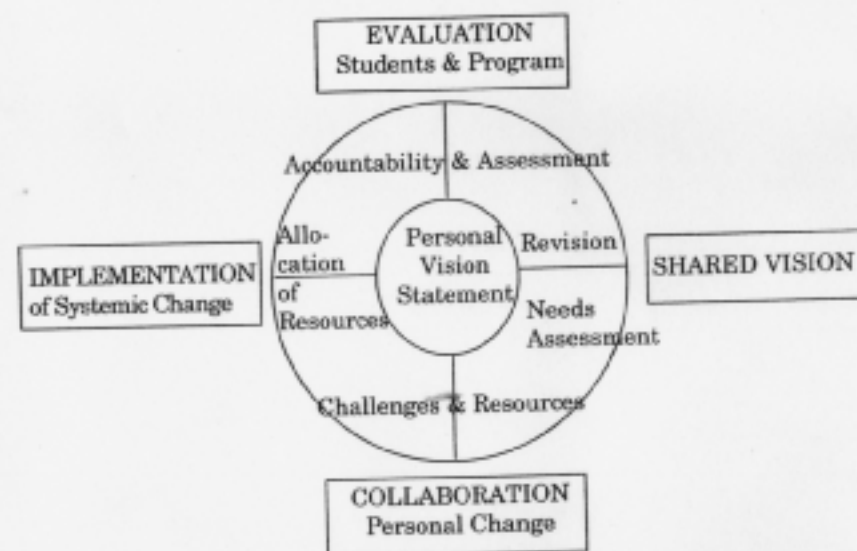 EVALUATION
Students & Program
Accountability & Assessment
Allo-
cation
of
Resources
Personal
Vision
Statement
Revision
Needs
Assessment
IMPLEMENTATION
of Systemic Change
SHARED VISION
Challenges & Resources
COLLABORATION
Personal Change